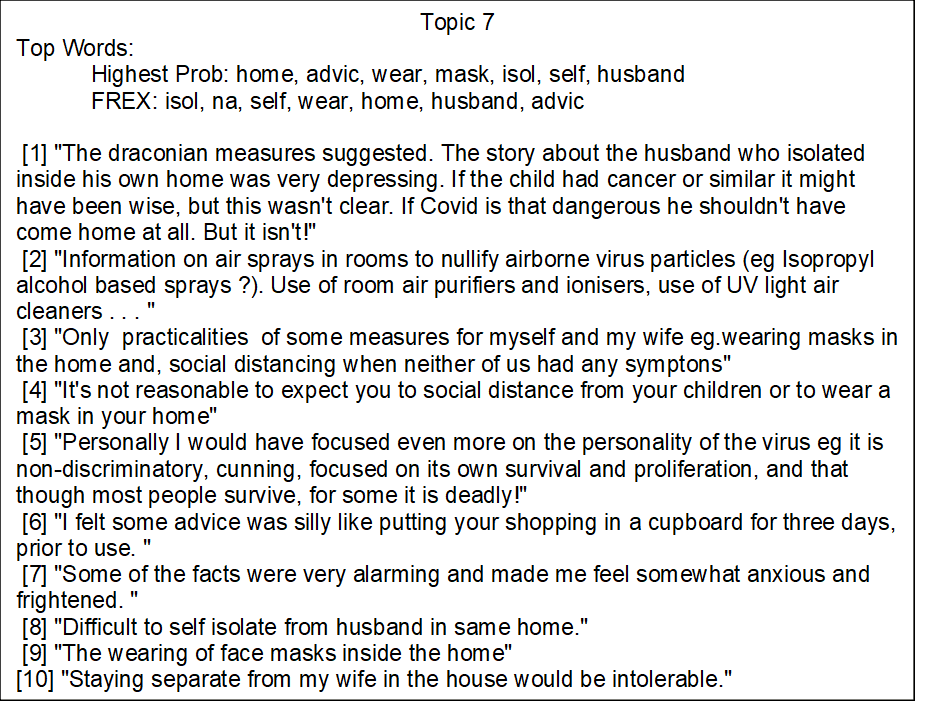 Topic 7
Top Words:
Highest Prob: home, advic, wear, mask, isol, self, husband
FREX: isol, na, self, wear, home, husband, advic
[1] "The draconian measures suggested. The story about the husband who isolated
inside his own home was very depressing. If the child had cancer or similar it might
have been wise, but this wasn't clear. If Covid is that dangerous he shouldn't have
come home at all. But it isn't!"
[2] "Information on air sprays in rooms to nullify airborne virus particles (eg Isopropyl
alcohol based sprays ?). Use of room air purifiers and ionisers, use of UV light air
cleaners . . . "
[3] "Only  practicalities  of some measures for myself and my wife eg.wearing masks in
the home and, social distancing when neither of us had any symptons"
[4] "It's not reasonable to expect you to social distance from your children or to wear a
mask in your home"
[5] "Personally I would have focused even more on the personality of the virus eg it is
non-discriminatory, cunning, focused on its own survival and proliferation, and that
though most people survive, for some it is deadly!"
[6] "I felt some advice was silly like putting your shopping in a cupboard for three days,
prior to use. "
[7] "Some of the facts were very alarming and made me feel somewhat anxious and
frightened. "
[8] "Difficult to self isolate from husband in same home."
[9] "The wearing of face masks inside the home"
[10] "Staying separate from my wife in the house would be intolerable."